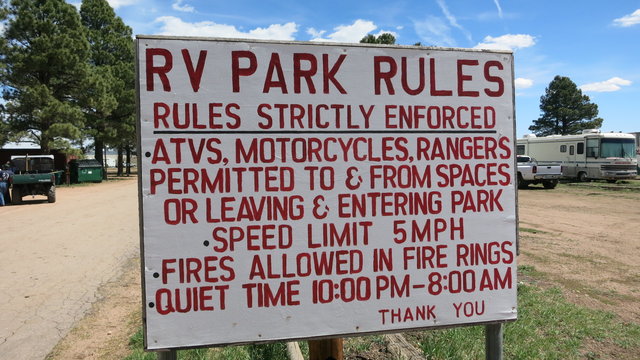 RV PARK RULES
RULES STRICTLY ENFORCED
•ATVS, MOTORCYCLES, RANGERS
PERMITTED TO & FROM SPACES
OR LEAVING & ENTERING PARK
•SPEED LIMIT 5MPH
•FIRES ALLOWED IN FIRE RINGS
•QUIET TIME 10:00PM-8:00AM
THANK YOU